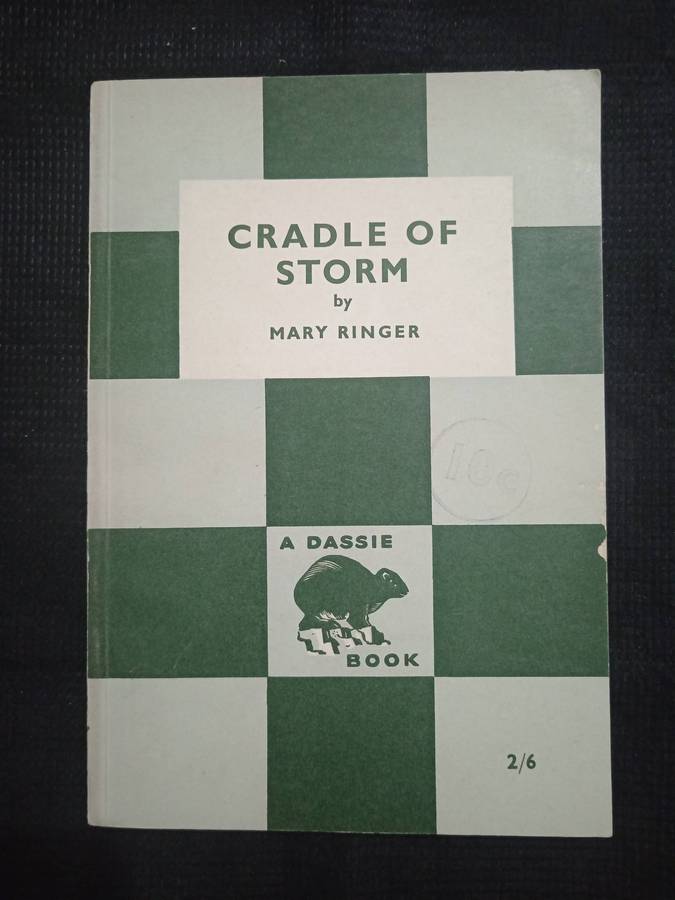 CRADLE OF
STORM
by
MARY RINGER
10c
A DASSIE
BOOK
2/6